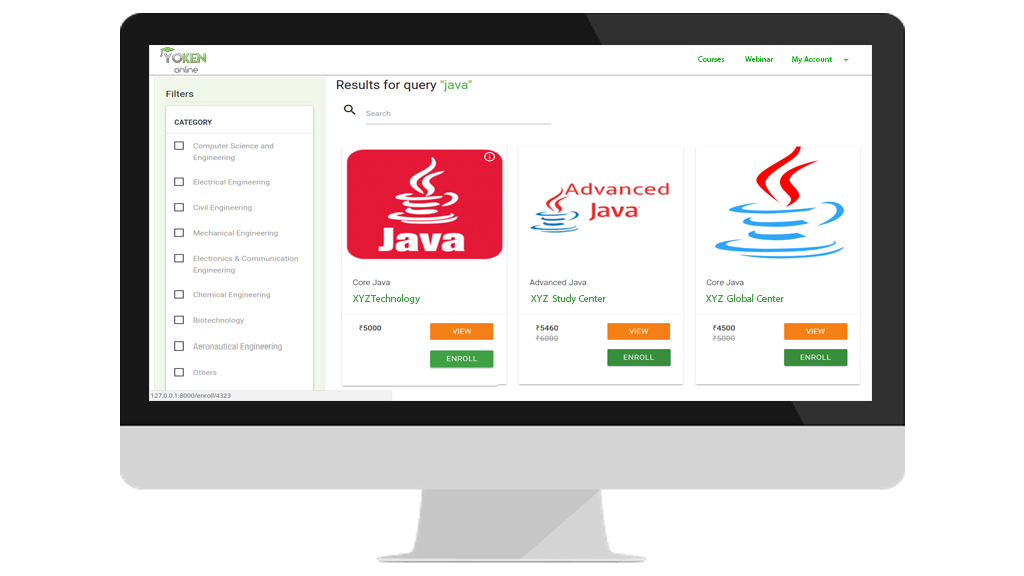 YOKEN
online
Courses Webinar My Account
Filters
CATEGORY
Computer Science and
Engineering
Electrical Engineering
Civil Engineering
Mechanical Engineering
Electronics & Communication
Engineering
Chemical Engineering
Biotechnology
Aeronautical Engineering
Others
127.0.0.1:8000/enroll/4323
Results for query "java"
Search
Java
Core Java
XYZTechnology
₹5000
VIEW
ENROLL
Advanced
Java
Advanced Java
XYZ Study Center
₹5460
VIEW
₹6000
ENROLL
Core Java
XYZ Global Center
₹4500
VIEW
₹5000
ENROLL